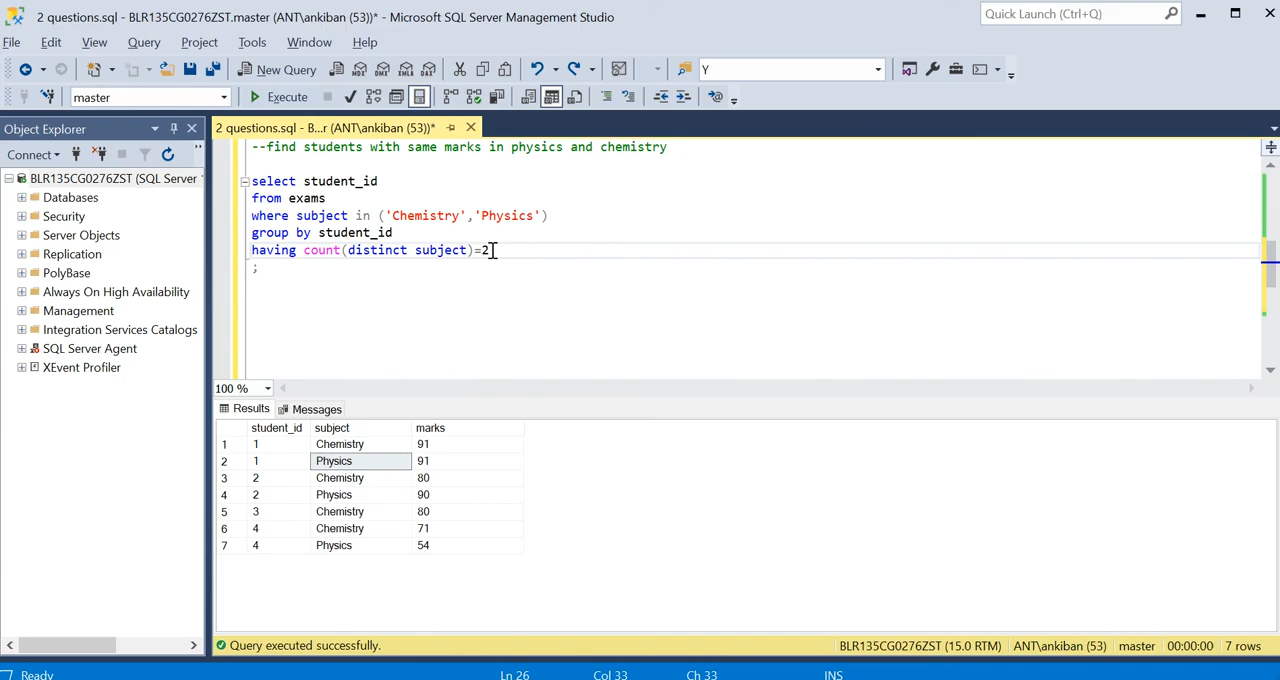 2 questions.sql - BLR135CG0276ZST.master (ANT\ankiban (53))* - Microsoft SQL Server Management Studio
Quick Launch (Ctrl+Q)
File Edit View Query Project Tools Window Help
New Query MDX DMX XMLA DAX Y
master Execute
Object Explorer
2 questions.sql - B...r (ANT\ankiban (53))*
Connect
BLR135CG0276ZST (SQL Server
Databases
Security
Server Objects
Replication
PolyBase
Always On High Availability
Management
Integration Services Catalogs
SQL Server Agent
XEvent Profiler
--find students with same marks in physics and chemistry
select student_id
from exams
where subject in ('Chemistry','Physics')
group by student_id
having count(distinct subject)=2
;
100 %
Results Messages
student_id subject marks
1 1 Chemistry 91
2 1 Physics 91
3 2 Chemistry 80
4 2 Physics 90
5 3 Chemistry 80
6 4 Chemistry 71
7 4 Physics 54
Query executed successfully. BLR135CG0276ZST (15.0 RTM) ANT\ankiban (53) master 00:00:00 7 rows
Ready Ln 26 Col 33 Ch 33 INS